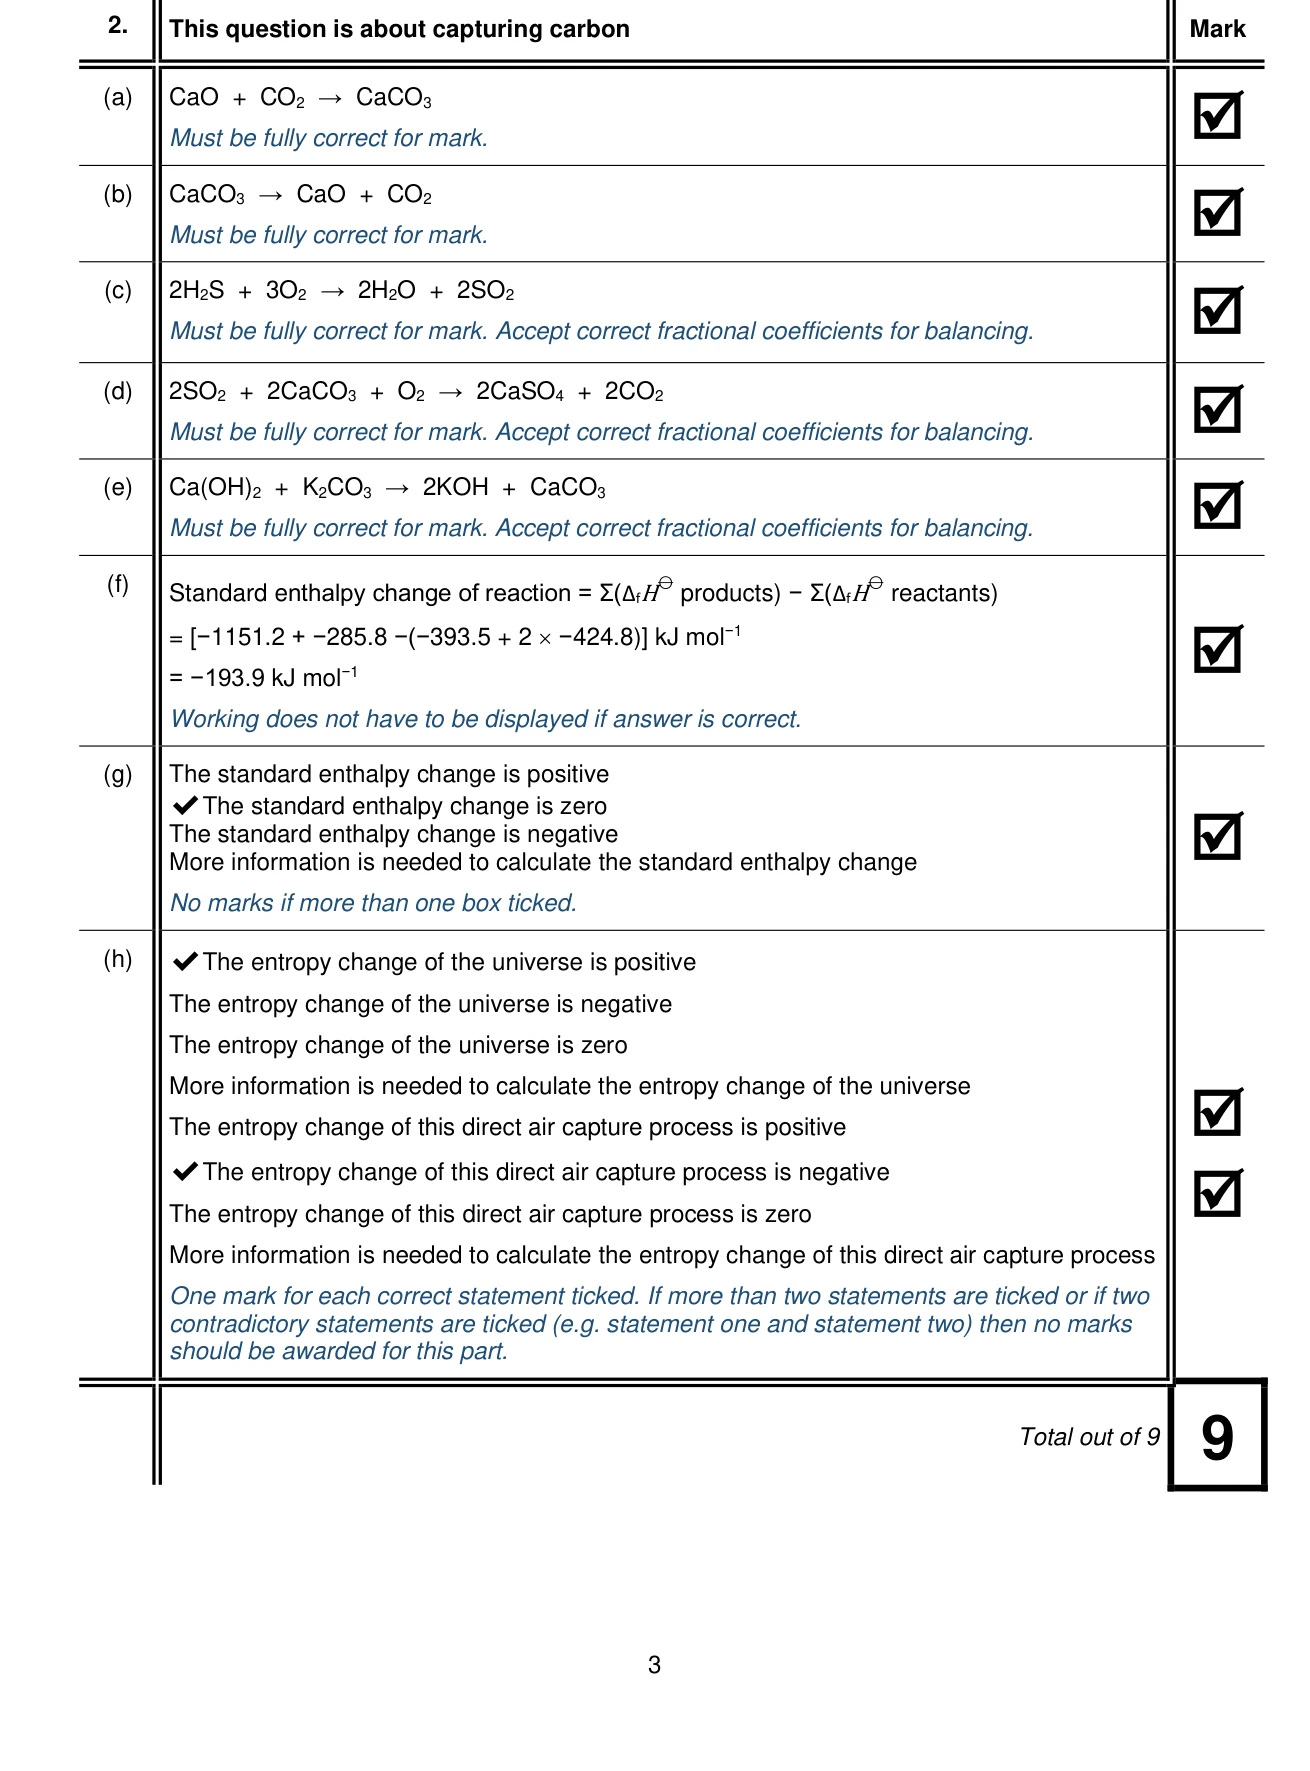 2. This question is about capturing carbon Mark
(a) CaO + CO₂ → CaCO₃
Must be fully correct for mark.
(b) CaCO₃ → CaO + CO₂
Must be fully correct for mark.
(c) 2H₂S + 3O₂ → 2H₂O + 2SO₂
Must be fully correct for mark. Accept correct fractional coefficients for balancing.
(d) 2SO₂ + 2CaCO₃ + O₂ → 2CaSO₄ + 2CO₂
Must be fully correct for mark. Accept correct fractional coefficients for balancing.
(e) Ca(OH)₂ + K₂CO₃ → 2KOH + CaCO₃
Must be fully correct for mark. Accept correct fractional coefficients for balancing.
(f) Standard enthalpy change of reaction = Σ(ΔfH⦵ products) − Σ(ΔfH⦵ reactants)
= [−1151.2 + −285.8 −(−393.5 + 2 × −424.8)] kJ mol⁻¹
= −193.9 kJ mol⁻¹
Working does not have to be displayed if answer is correct.
(g) The standard enthalpy change is positive
✔ The standard enthalpy change is zero
The standard enthalpy change is negative
More information is needed to calculate the standard enthalpy change
No marks if more than one box ticked.
(h) ✔ The entropy change of the universe is positive
The entropy change of the universe is negative
The entropy change of the universe is zero
More information is needed to calculate the entropy change of the universe
The entropy change of this direct air capture process is positive
✔ The entropy change of this direct air capture process is negative
The entropy change of this direct air capture process is zero
More information is needed to calculate the entropy change of this direct air capture process
One mark for each correct statement ticked. If more than two statements are ticked or if two
contradictory statements are ticked (e.g. statement one and statement two) then no marks
should be awarded for this part.
Total out of 9 9
3